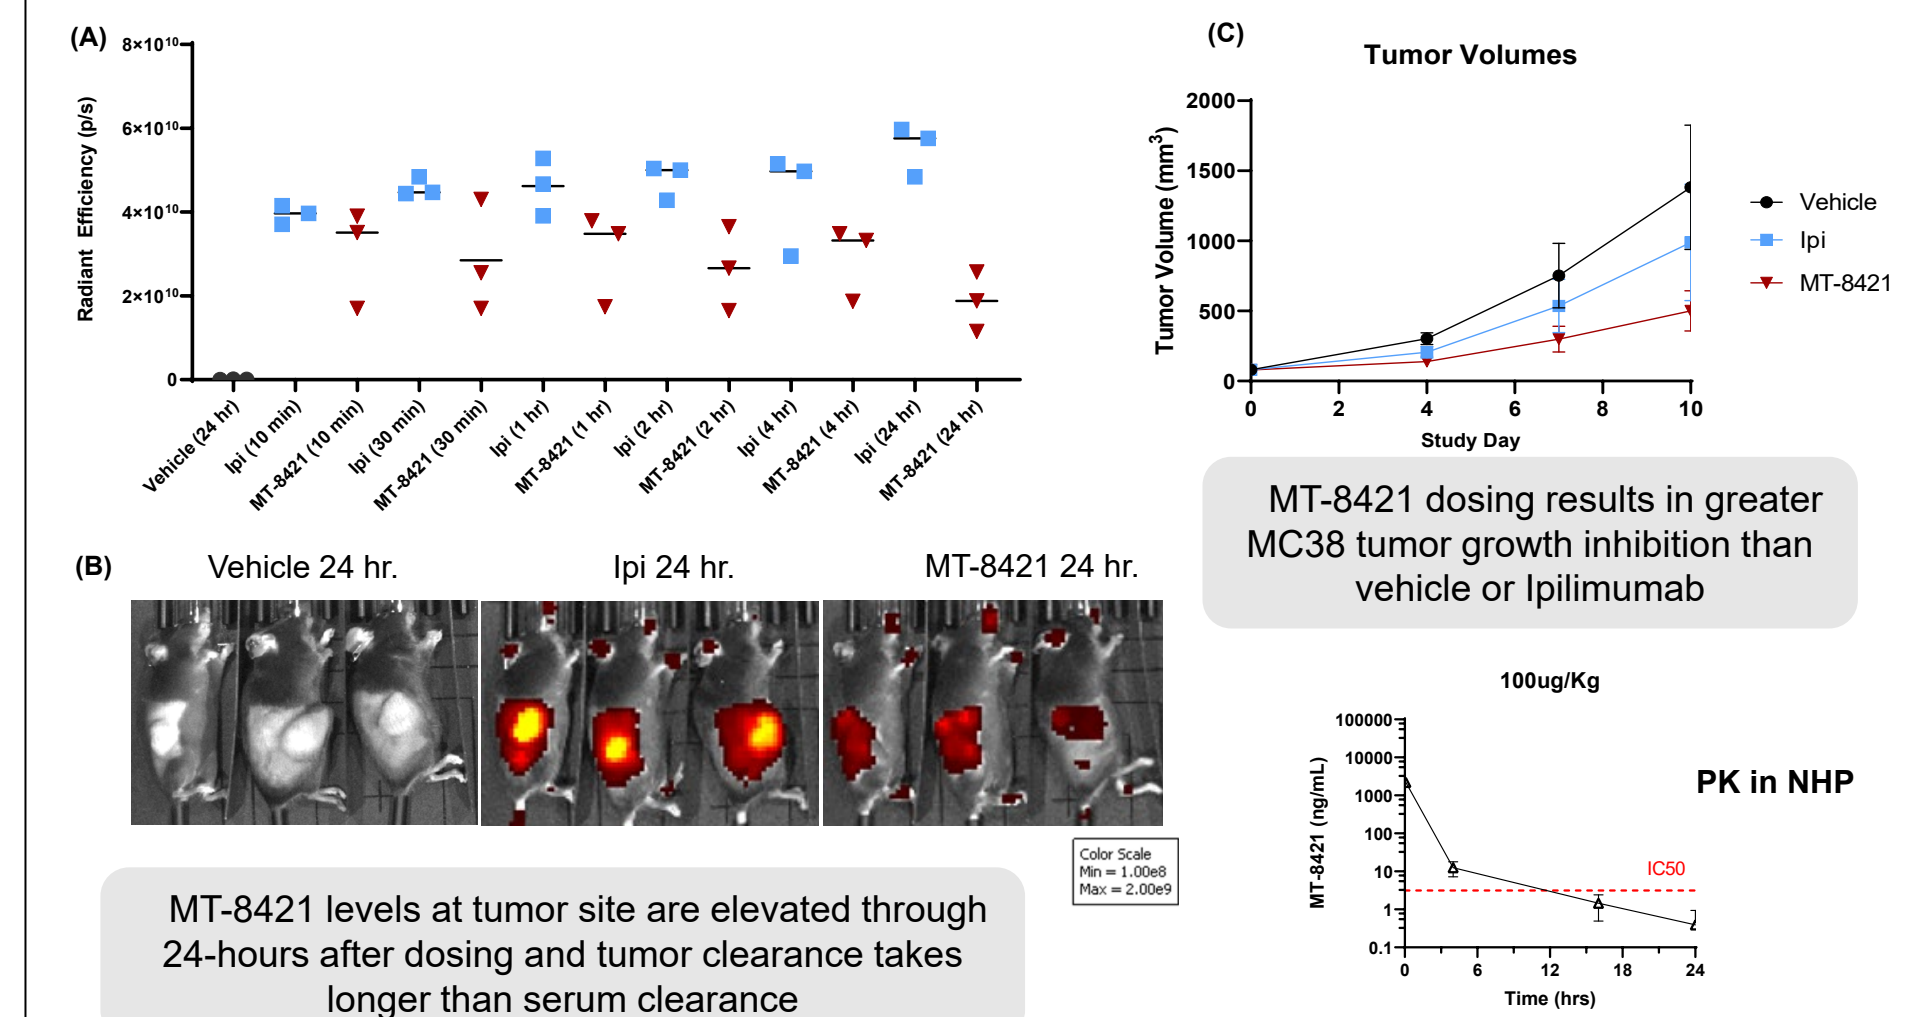 (A)
Radiant Efficiency (p/s)
8×10¹⁰
6×10¹⁰
4×10¹⁰
2×10¹⁰
0
Vehicle (24 hr)
Ipi (10 min)
MT-8421 (10 min)
Ipi (30 min)
MT-8421 (30 min)
Ipi (1 hr)
MT-8421 (1 hr)
Ipi (2 hr)
MT-8421 (2 hr)
Ipi (4 hr)
MT-8421 (4 hr)
Ipi (24 hr)
MT-8421 (24 hr)
(B)
Vehicle 24 hr.
Ipi 24 hr.
MT-8421 24 hr.
Color Scale
Min = 1.00e8
Max = 2.00e9
MT-8421 levels at tumor site are elevated through
24-hours after dosing and tumor clearance takes
longer than serum clearance
(C)
Tumor Volumes
Tumor Volume (mm³)
2000
1500
1000
500
0
0 2 4 6 8 10
Study Day
Vehicle
Ipi
MT-8421
MT-8421 dosing results in greater
MC38 tumor growth inhibition than
vehicle or Ipilimumab
100ug/Kg
MT-8421 (ng/mL)
100000
10000
1000
100
10
1
0.1
IC50
0 6 12 18 24
Time (hrs)
PK in NHP